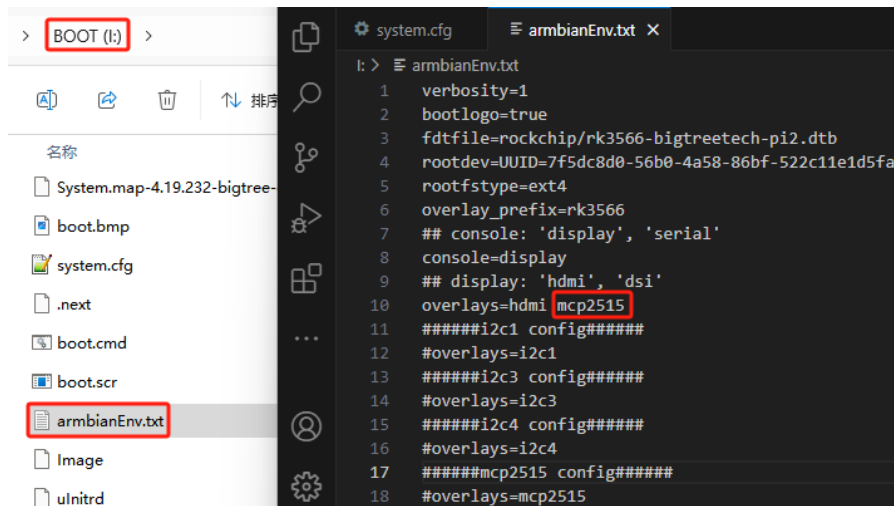 BOOT (I:)
排序
名称
System.map-4.19.232-bigtree-
boot.bmp
system.cfg
.next
boot.cmd
boot.scr
armbianEnv.txt
Image
uInitrd
system.cfg
armbianEnv.txt
I: > armbianEnv.txt
1 verbosity=1
2 bootlogo=true
3 fdtfile=rockchip/rk3566-bigtreetech-pi2.dtb
4 rootdev=UUID=7f5dc8d0-56b0-4a58-86bf-522c11e1d5fa
5 rootfstype=ext4
6 overlay_prefix=rk3566
7 ## console: 'display', 'serial'
8 console=display
9 ## display: 'hdmi', 'dsi'
10 overlays=hdmi mcp2515
11 ######i2c1 config######
12 #overlays=i2c1
13 ######i2c3 config######
14 #overlays=i2c3
15 ######i2c4 config######
16 #overlays=i2c4
17 ######mcp2515 config######
18 #overlays=mcp2515